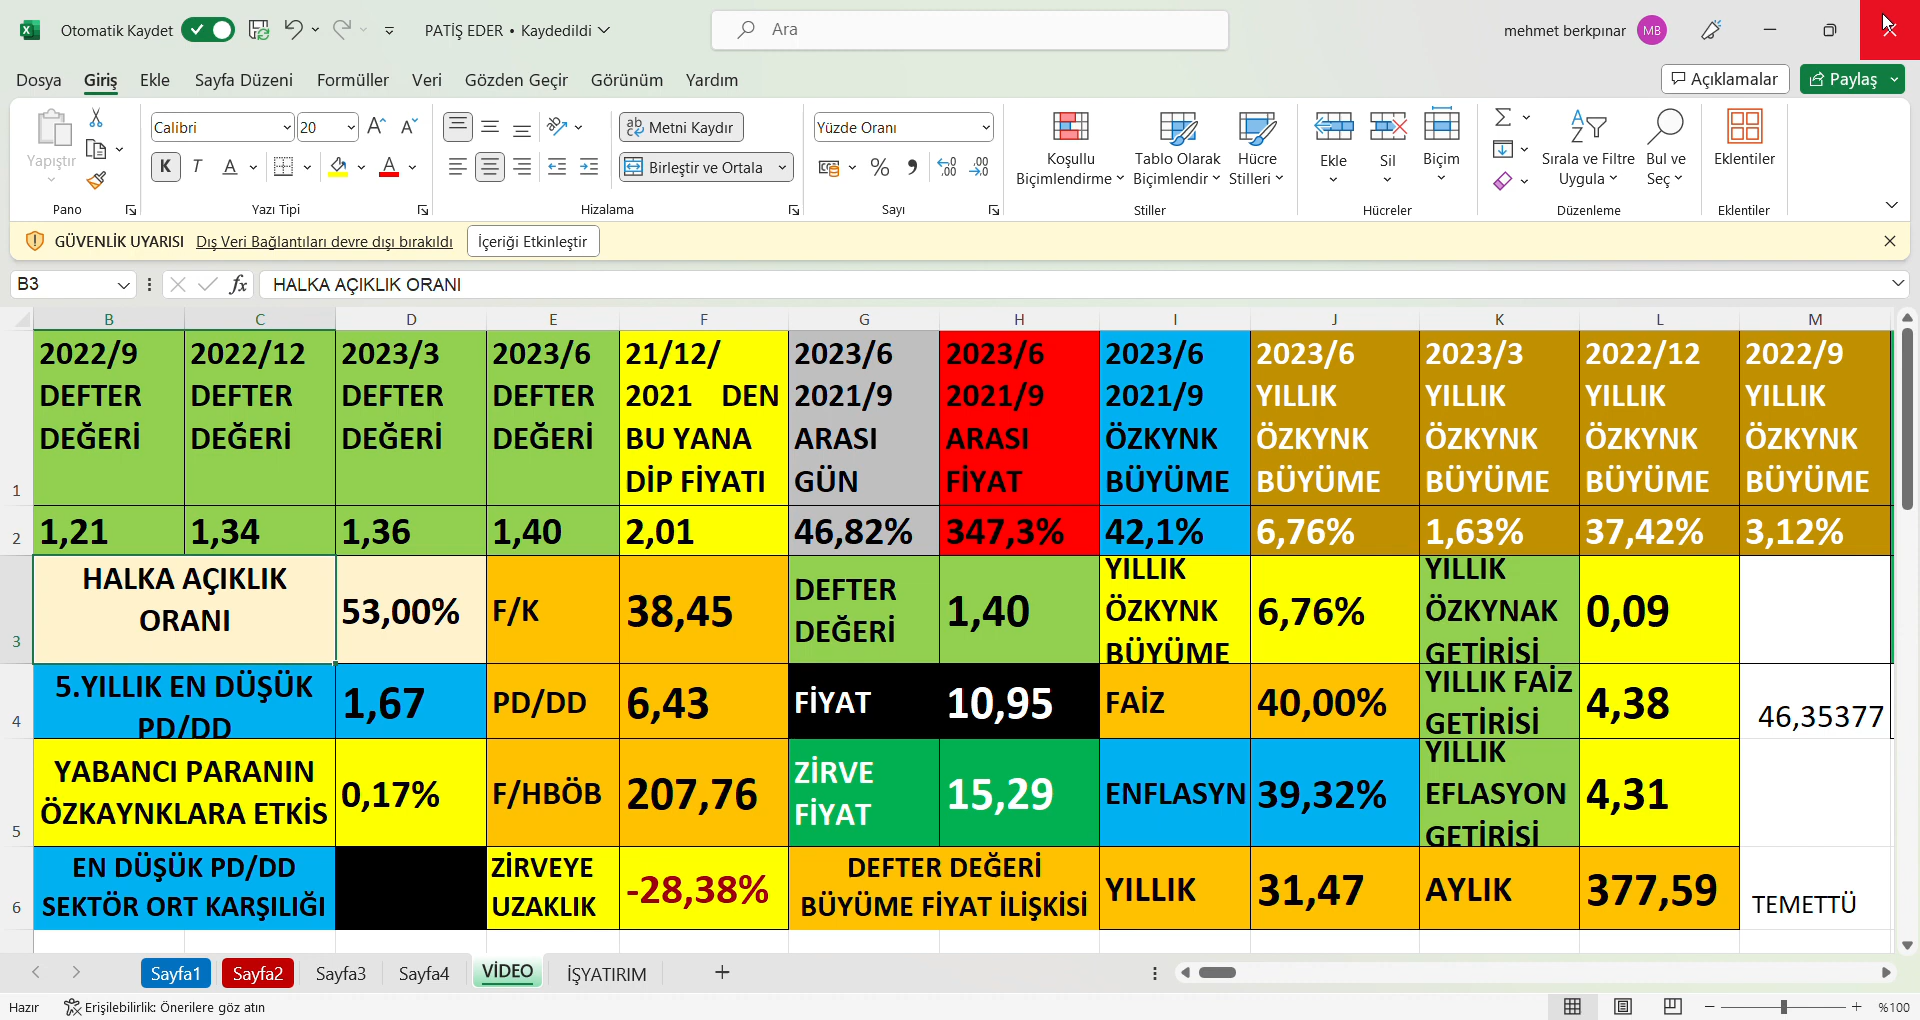 Otomatik Kaydet
PATİŞ EDER • Kaydedildi
Ara
mehmet berkpınar
MB
Dosya Giriş Ekle Sayfa Düzeni Formüller Veri Gözden Geçir Görünüm Yardım
Açıklamalar
Paylaş
Yapıştır
Pano
Calibri
20
K T A
Yazı Tipi
Metni Kaydır
Birleştir ve Ortala
Hizalama
Yüzde Oranı
Sayı
Koşullu
Biçimlendirme
Tablo Olarak
Biçimlendir
Hücre
Stilleri
Stiller
Ekle
Sil
Biçim
Hücreler
Sırala ve Filtre
Uygula
Bul ve
Seç
Düzenleme
Eklentiler
Eklentiler
GÜVENLİK UYARISI Dış Veri Bağlantıları devre dışı bırakıldı İçeriği Etkinleştir
B3
fx
HALKA AÇIKLIK ORANI
B C D E F G H I J K L M
1
2022/9
DEFTER
DEĞERİ
2022/12
DEFTER
DEĞERİ
2023/3
DEFTER
DEĞERİ
2023/6
DEFTER
DEĞERİ
21/12/
2021 DEN
BU YANA
DİP FİYATI
2023/6
2021/9
ARASI
GÜN
2023/6
2021/9
ARASI
FİYAT
2023/6
2021/9
ÖZKYNK
BÜYÜME
2023/6
YILLIK
ÖZKYNK
BÜYÜME
2023/3
YILLIK
ÖZKYNK
BÜYÜME
2022/12
YILLIK
ÖZKYNK
BÜYÜME
2022/9
YILLIK
ÖZKYNK
BÜYÜME
2 1,21 1,34 1,36 1,40 2,01 46,82% 347,3% 42,1% 6,76% 1,63% 37,42% 3,12%
3
HALKA AÇIKLIK
ORANI
53,00%
F/K
38,45
DEFTER
DEĞERİ
1,40
YILLIK
ÖZKYNK
BÜYÜME
6,76%
YILLIK
ÖZKYNAK
GETİRİSİ
0,09
4
5.YILLIK EN DÜŞÜK
PD/DD
1,67
PD/DD
6,43
FİYAT
10,95
FAİZ
40,00%
YILLIK FAİZ
GETİRİSİ
4,38
46,35377
5
YABANCI PARANIN
ÖZKAYNKLARA ETKİS
0,17%
F/HBÖB
207,76
ZİRVE
FİYAT
15,29
ENFLASYN
39,32%
YILLIK
EFLASYON
GETİRİSİ
4,31
6
EN DÜŞÜK PD/DD
SEKTÖR ORT KARŞILIĞI
ZİRVEYE
UZAKLIK
-28,38%
DEFTER DEĞERİ
BÜYÜME FİYAT İLİŞKİSİ
YILLIK
31,47
AYLIK
377,59
TEMETTÜ
Sayfa1 Sayfa2 Sayfa3 Sayfa4 VİDEO İŞYATIRIM
Hazır
Erişilebilirlik: Önerilere göz atın
%100